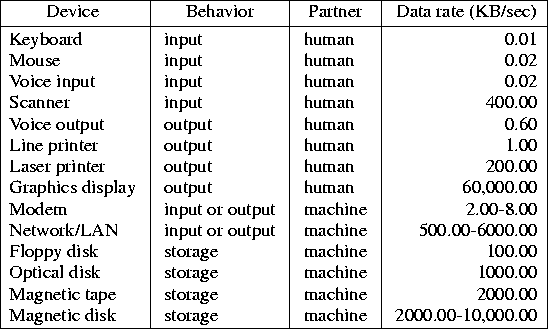 Device Behavior Partner Data rate (KB/sec)
Keyboard input human 0.01
Mouse input human 0.02
Voice input input human 0.02
Scanner input human 400.00
Voice output output human 0.60
Line printer output human 1.00
Laser printer output human 200.00
Graphics display output human 60,000.00
Modem input or output machine 2.00-8.00
Network/LAN input or output machine 500.00-6000.00
Floppy disk storage machine 100.00
Optical disk storage machine 1000.00
Magnetic tape storage machine 2000.00
Magnetic disk storage machine 2000.00-10,000.00